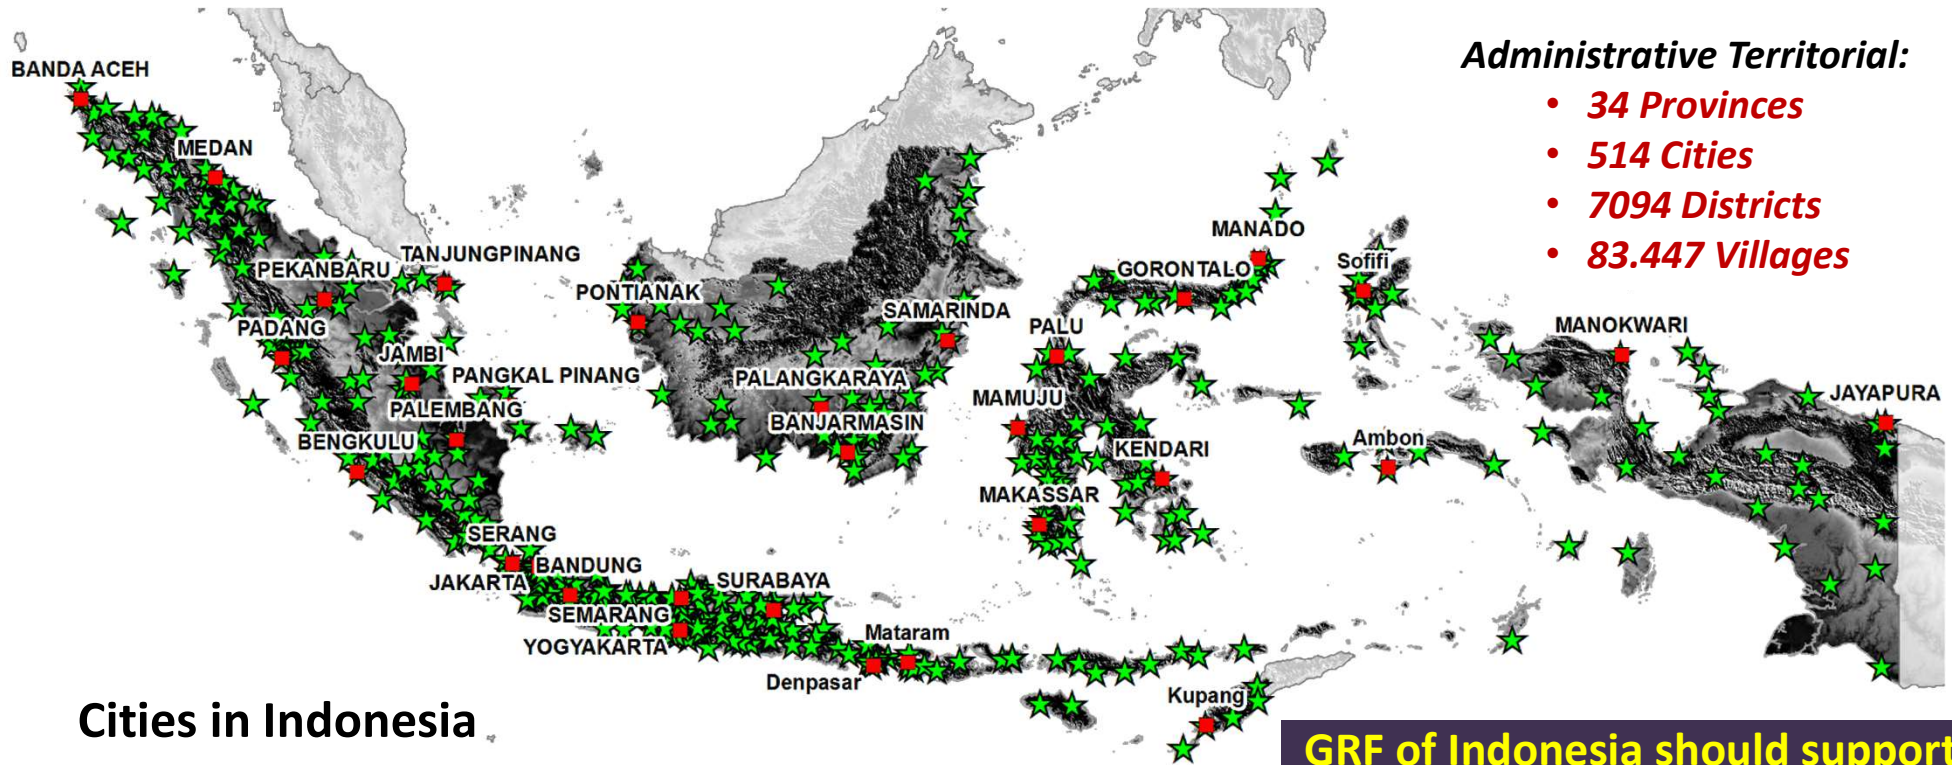 Administrative Territorial:
• 34 Provinces
• 514 Cities
• 7094 Districts
• 83.447 Villages
BANDA ACEH
MEDAN
TANJUNGPINANG
PEKANBARU
PADANG
JAMBI
PANGKAL PINANG
PALEMBANG
BENGKULU
SERANG
JAKARTA
BANDUNG
SEMARANG
YOGYAKARTA
SURABAYA
Mataram
Denpasar
PONTIANAK
SAMARINDA
PALANGKARAYA
BANJARMASIN
MANADO
GORONTALO
PALU
MAMUJU
KENDARI
MAKASSAR
Kupang
Sofifi
Ambon
MANOKWARI
JAYAPURA
Cities in Indonesia
GRF of Indonesia should support